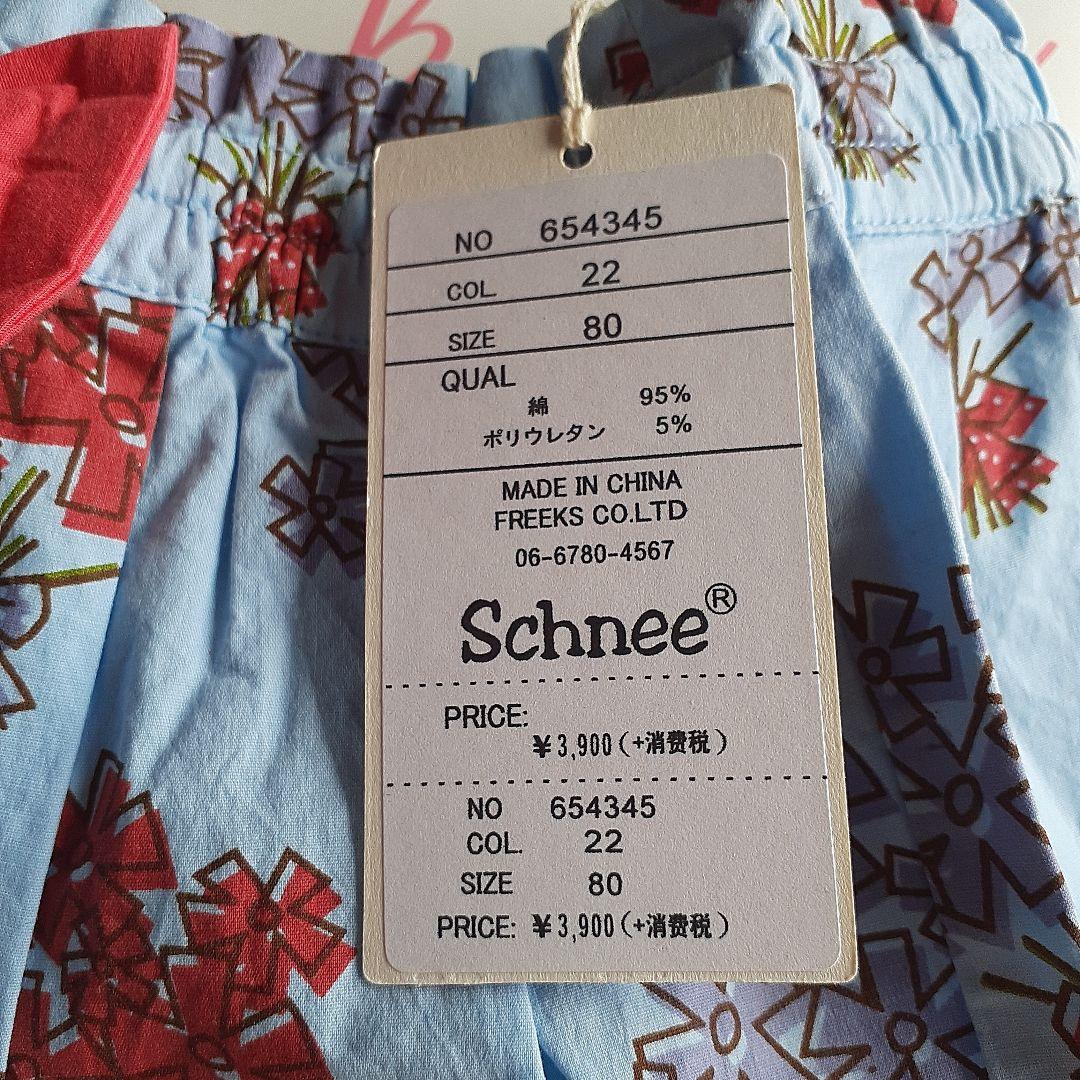 NO 654345
COL. 22
SIZE 80
QUAL
綿 95%
ポリウレタン 5%
MADE IN CHINA
FREEKS CO.LTD
06-6780-4567
Schnee®
PRICE:
¥3,900(+消费税)
NO 654345
COL. 22
SIZE 80
PRICE: ¥3,900(+消费税)